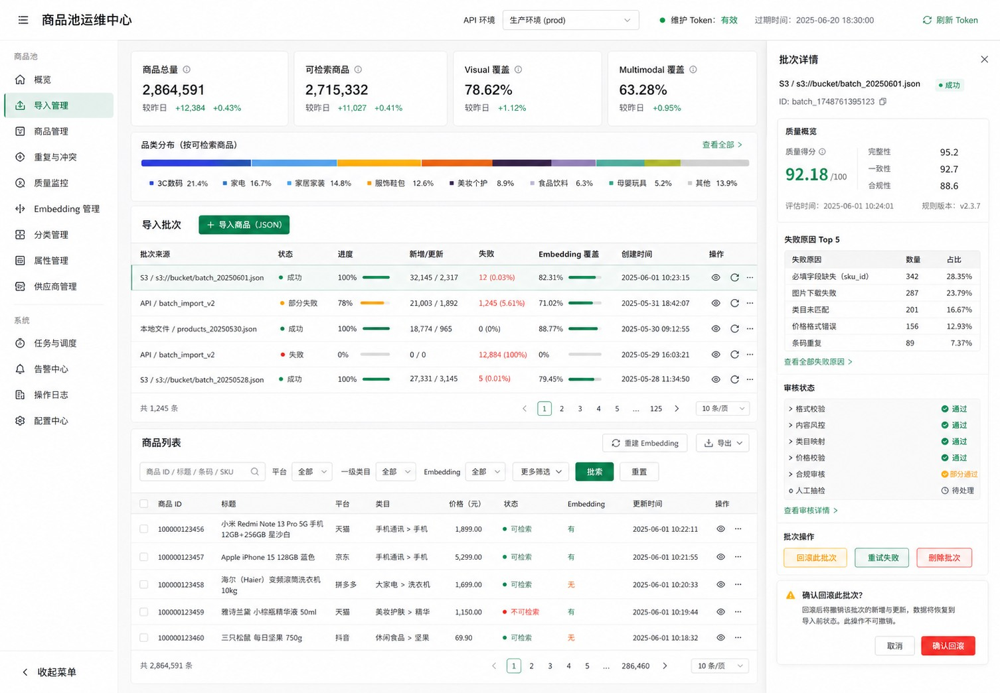 商品池运维中心
API 环境
生产环境 (prod)
维护 Token: 有效
过期时间: 2025-06-20 18:30:00
刷新 Token
商品池
概览
导入管理
商品管理
重复与冲突
质量监控
Embedding 管理
分类管理
属性管理
供应商管理
系统
任务与调度
告警中心
操作日志
配置中心
收起菜单
商品总量
2,864,591
较昨日 +12,384 +0.43%
可检索商品
2,715,332
较昨日 +11,027 +0.41%
Visual 覆盖
78.62%
较昨日 +1.12%
Multimodal 覆盖
63.28%
较昨日 +0.95%
品类分布（按可检索商品）
查看全部 >
3C数码 21.4% 家电 16.7% 家居家装 14.8% 服饰鞋包 12.6% 美妆个护 8.9% 食品饮料 6.3% 母婴玩具 5.2% 其他 13.9%
导入批次
+ 导入商品（JSON）
批次来源 状态 进度 新增/更新 失败 Embedding 覆盖 创建时间 操作
S3 / s3://bucket/batch_20250601.json 成功 100% 32,145 / 2,317 12 (0.03%) 82.31% 2025-06-01 10:23:15
API / batch_import_v2 部分失败 78% 21,003 / 1,892 1,245 (5.61%) 71.02% 2025-05-31 18:42:07
本地文件 / products_20250530.json 成功 100% 18,774 / 965 0 (0%) 88.77% 2025-05-30 09:12:55
API / batch_import_v2 失败 0% 0 / 0 12,884 (100%) 0% 2025-05-29 16:03:21
S3 / s3://bucket/batch_20250528.json 成功 100% 27,331 / 3,145 5 (0.01%) 79.45% 2025-05-28 11:34:50
共 1,245 条
< 1 2 3 4 5 ... 125 > 10 条/页
商品列表
重建 Embedding
导出
商品 ID / 标题 / 条码 / SKU 平台 全部 一级类目 全部 Embedding 全部 更多筛选 批索 重置
商品 ID 标题 平台 类目 价格（元） 状态 Embedding 更新时间 操作
100000123456 小米 Redmi Note 13 Pro 5G 手机 天猫 手机通讯 > 手机 1,899.00 可检索 有 2025-06-01 10:22:11
12GB+256GB 星沙白
100000123457 Apple iPhone 15 128GB 蓝色 京东 手机通讯 > 手机 5,299.00 可检索 有 2025-06-01 10:21:55
100000123458 海尔（Haier）变频滚筒洗衣机 拼多多 大家电 > 洗衣机 1,699.00 可检索 无 2025-06-01 10:20:33
10kg
100000123459 雅诗兰黛 小棕瓶精华液 50ml 天猫 美妆护肤 > 精华 1,150.00 不可检索 有 2025-06-01 10:19:44
100000123460 三只松鼠 每日坚果 750g 抖音 休闲食品 > 坚果 69.90 可检索 无 2025-06-01 10:18:32
共 2,864,591 条
< 1 2 3 4 5 ... 286,460 > 10 条/页
批次详情
S3 / s3://bucket/batch_20250601.json 成功
ID: batch_1748761395123
质量概览
质量得分
92.18 /100
完整性 95.2
一致性 92.7
合规性 88.6
评估时间: 2025-06-01 10:24:01
规则版本: v2.3.7
失败原因 Top 5
失败原因 数量 占比
必填字段缺失（sku_id） 342 28.35%
图片下载失败 287 23.79%
类目未匹配 201 16.67%
价格格式错误 156 12.93%
条码重复 89 7.37%
查看全部失败原因 >
审核状态
> 格式校验 通过
> 内容风控 通过
> 类目映射 通过
> 价格校验 通过
> 合规审核 部分通过
人工抽检 待处理
查看审核详情 >
批次操作
回滚此批次 重试失败 删除批次
确认回滚此批次?
回滚后将撤销该批次的新增与更新，数据将恢复到
导入前状态。此操作不可撤销。
取消 确认回滚